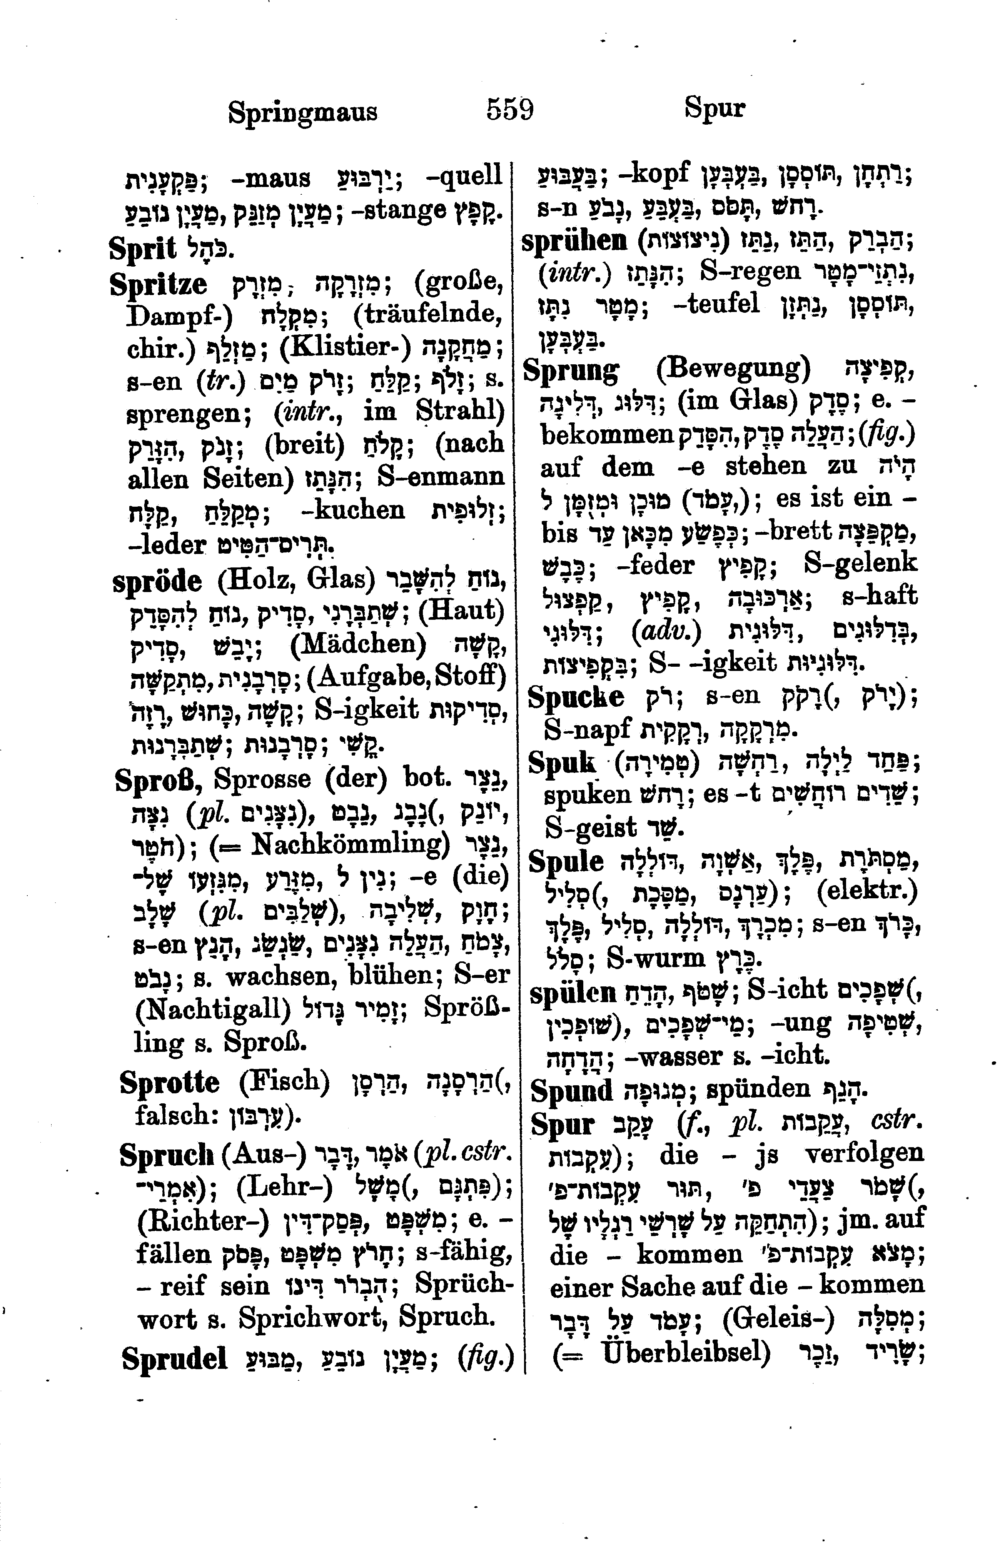 Springmaus 559 Spur
פַּקָּעֻנִית; -maus יַרְבּוּעַ; -quell
מַעְיָן מְזַנֵּק, מַעְיָן נוֹבֵעַ; -stange קָפֵץ.
Sprit כֹּהֶל.
Spritze מַזְרֵק, מַזְרֵקָה; (große,
Dampf-) מַקְלֵחַ; (träufelnde,
chir.) מַזְלֵף; (Klistier-) מַחְקֵנָה;
s-en (tr.) זָלֹף; קַלֵּחַ; זָרֹק מַיִם; s.
sprengen; (intr., im Strahl)
זָנֹק, הִזָּרֵק; (breit) קָלֹחַ; (nach
allen Seiten) הִנָּתֵז; S-enmann
מְקַלֵּחַ, קַלָּח; -kuchen זְלוּפִית;
-leder תְּרִיס־הַטִּיט.
spröde (Holz, Glas) נוֹחַ לְהִשָּׁבֵר,
שְׁתַבְּרָנִי, סָדִיק, נוֹחַ לְהִסָּדֵק; (Haut)
יָבֵשׁ, סָדִיק; (Mädchen) קָשָׁה,
סָרְבָנִית, מִתְקַשָּׁה; (Aufgabe, Stoff)
קָשֶׁה, כָּחוּשׁ, רָזֶה; S-igkeit סְדִיקוּת,
קֳשִׁי; סָרְבָנוּת; שְׁתַבְּרָנוּת.
Sproß, Sprosse (der) bot. נֵצֶר,
יוֹנֵק, נֶבֶג), נֶבֶט, (נִצָּנִים pl.) נִצָּה
חֹטֶר); (= Nachkömmling) נֵצֶר,
נִין לְ, מִזֶּרַע, מִגִּזְעוֹ שֶׁל־; -e (die)
חָוָק, שְׁלִיבָה, (שְׁלַבִּים pl.) שָׁלָב;
s-en צָמֹחַ, הַעֲלֵה נִצָּנִים, שַׂגְשֵׂג, הָנֵץ,
נָבֹט; s. wachsen, blühen; S-er
(Nachtigall) זָמִיר גָּדוֹל; Spröß-
ling s. Sproß.
Sprotte (Fisch) הַרְסָנָה, הַרְסָן),
falsch: עַרְבּוֹן).
Spruch (Aus-) אֹמֶר, דָּבָר (pl. cstr.
אִמְרֵי־); (Lehr-) מָשָׁל), פִּתְגָּם);
(Richter-) מִשְׁפָּט, פְּסַק־דִּין; e. -
fällen חָרֹץ מִשְׁפָּט, פָּסֹק; s-fähig,
- reif sein הִבָּרֵר דִּינוֹ; Sprüch-
wort s. Sprichwort, Spruch.
Sprudel מַעְיָן נוֹבֵעַ, מַבּוּעַ; (fig.)
בַּעְבּוּעַ; -kopf רַתְחָן, תּוֹסְסָן, בַּעְבְּעָן;
s-n רָחֹשׁ, תָּסֹס, בַּעְבֵּעַ, נָבֹעַ.
sprühen (נִיצוֹצוֹת) הַבְרֵק, הַתֵּז, נַתֵּז;
(intr.) הִנָּתֵז; S-regen נִתְזֵי־מָטָר,
מָטָר נִתָּז; -teufel תּוֹסְסָן, נַתְּזָן,
בַּעְבְּעָן.
Sprung (Bewegung) קְפִיצָה,
דִּלּוּג, דְּלִינָה; (im Glas) סֶדֶק; e. -
bekommen הַעֲלֵה סֶדֶק, הִסָּדֵק; (fig.)
auf dem -e stehen zu הָיֹה
מוּכָן וּמְזֻמָּן לְ (עָמֹד,); es ist ein -
bis כְּפֶשַׂע מִכָּאן עַד; -brett מַקְפֵּצָה,
כֶּבֶשׁ; -feder קָפִיץ; S-gelenk
אַרְכּוּבָה, קָפִיץ, קַפְצוּל; s-haft
דִּלּוּגִי; (adv.) בְּדִלּוּגִים, דִּלּוּגִית,
בִּקְפִיצוֹת; S- -igkeit דִּלּוּגִיּוּת.
Spucke רֹק; s-en יָרֹק), רָקֹק);
S-napf מַרְקֵקָה, רְקָקִית.
Spuk פַּחַד לַיְלָה, רַחְשָׁה (טְמִירָה);
spuken רָחֹשׁ; es -t שֵׁדִים רוֹחֲשִׁים;
S-geist שֵׁד.
Spule מַסְתֹּרֶת, פֶּלֶךְ, אַשְׁוָה, דּוֹלְלָה,
עַרְגָּם, מַסֶּכֶת), סְלִיל); (elektr.)
מִכְרָךְ, דּוֹלְלָה, סְלִיל, פֶּלֶךְ; s-en כָּרֹךְ,
סָלֹל; S-wurm כֶּרֶץ.
spülen שָׁטֹף, הָדֵחַ; S-icht שְׁפָכִים),
מֵי־שְׁפָכִים, (שׁוֹפְכִין; -ung שְׁטִיפָה,
הֲדָחָה; -wasser s. -icht.
Spund מְגוּפָה; spünden הָגֵף.
Spur עָקֵב (f., pl. עֲקֵבוֹת, cstr.
עִקְבוֹת); die - js verfolgen
שָׁמֹר צַעֲדֵי פ', תּוּר עִקְבוֹת־פ'),
הִתְחַקֵּה עַל שָׁרְשֵׁי רַגְלָיו שֶׁל); jm. auf
die - kommen מָצֹא עִקְבוֹת־פ';
einer Sache auf die - kommen
עָמֹד עַל דָּבָר; (Geleis-) מְסִלָּה;
(= Überbleibsel) שָׂרִיד, זֵכֶר;